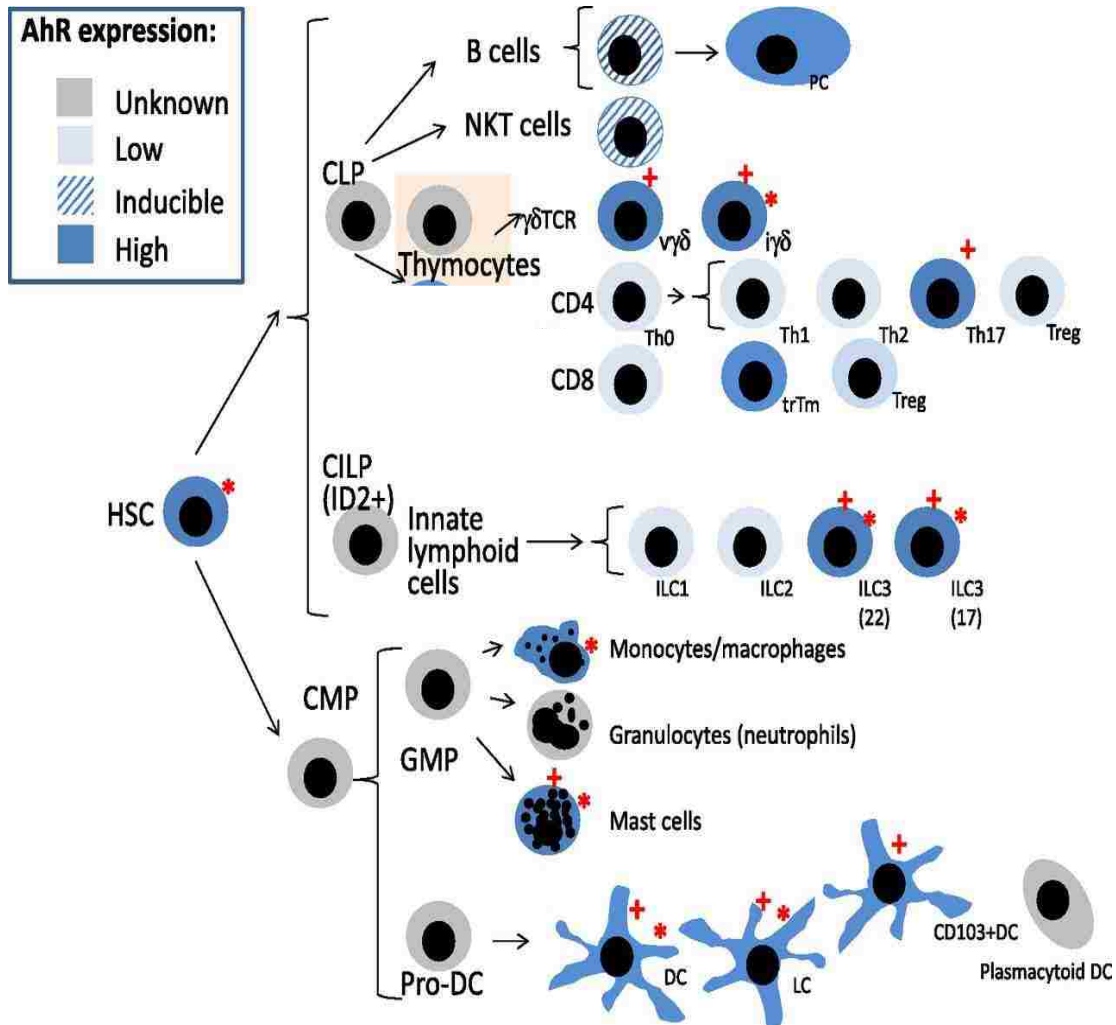 AhR expression:
Unknown
Low
Inducible
High
B cells
PC
NKT cells
CLP
Thymocytes
γδTCR
vγδ
iγδ
CD4
Th0
Th1
Th2
Th17
Treg
CD8
trTm
Treg
HSC
CILP
(ID2+)
Innate
lymphoid
cells
ILC1
ILC2
ILC3
(22)
ILC3
(17)
CMP
GMP
Monocytes/macrophages
Granulocytes (neutrophils)
Mast cells
Pro-DC
DC
LC
CD103+DC
Plasmacytoid DC